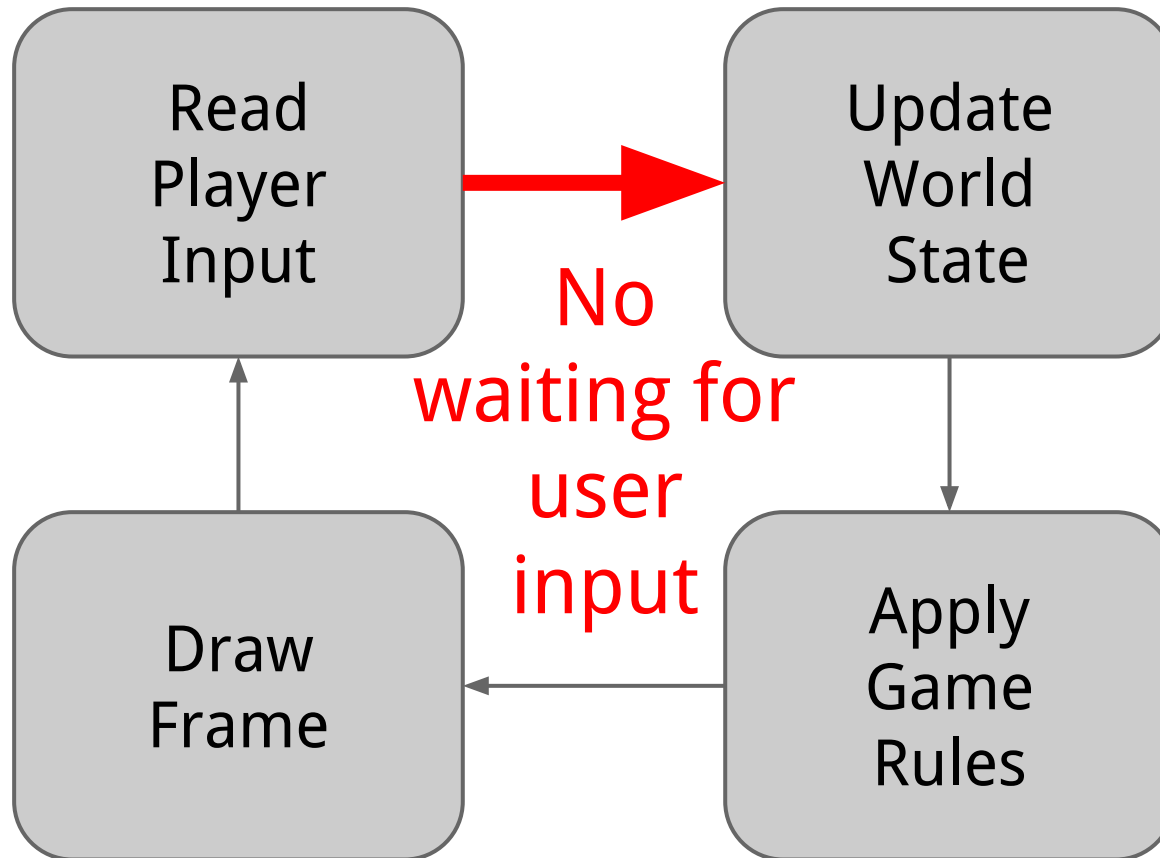 Read
Player
Input
Update
World
State
No
waiting for
user
input
Draw
Frame
Apply
Game
Rules